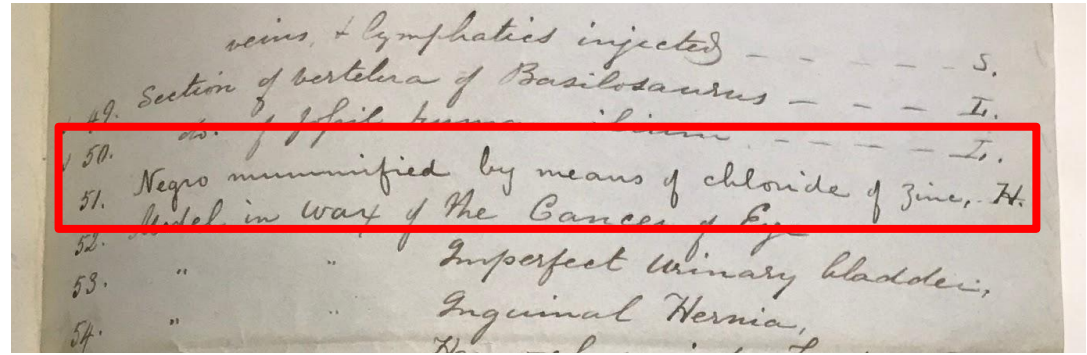 veins, & lymphatics injected - - - - - - S.
49. Section of vertebra of Basilosaurus - - - I.
50. do. of fossil human ilium - - - - I.
51. Negro mummified by means of chloride of Zinc, H.
52. Model in wax of the Cancer of Eye
53. " " Imperfect Urinary bladder,
54. " " Inguinal Hernia,